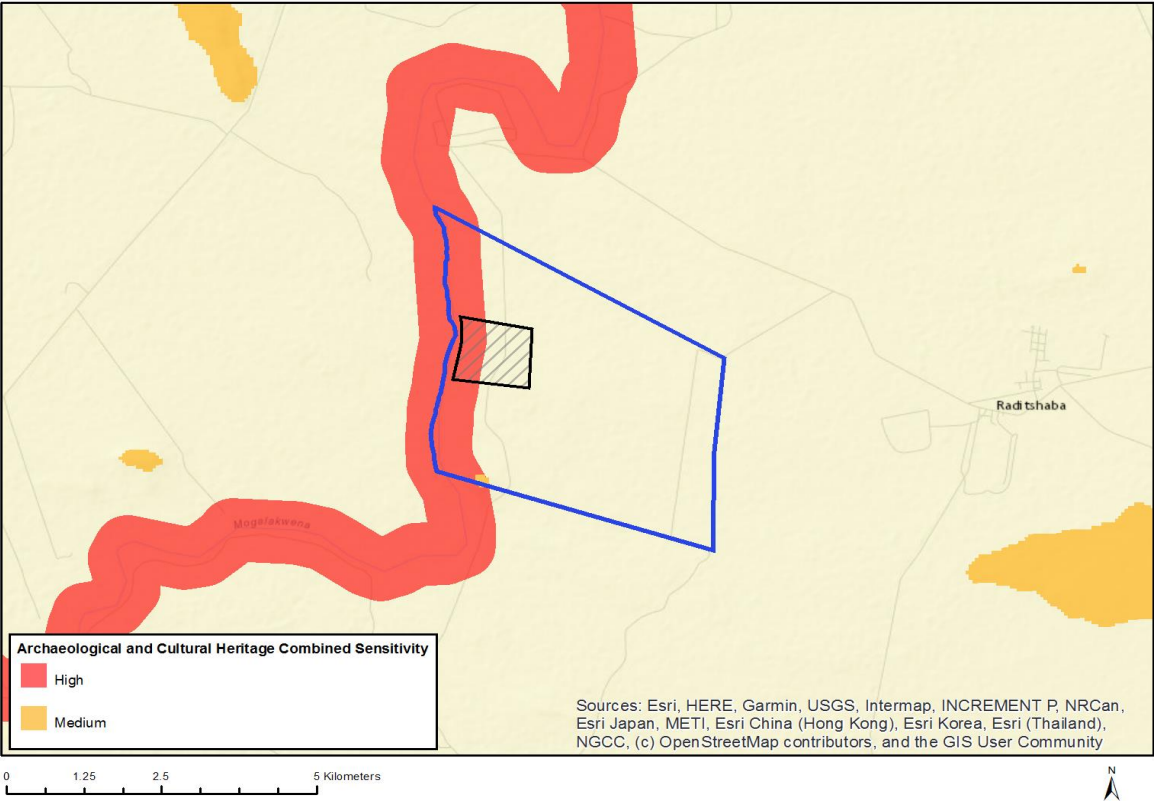 Raditshaba
Mogalakwena
Archaeological and Cultural Heritage Combined Sensitivity
High
Medium
Sources: Esri, HERE, Garmin, USGS, Intermap, INCREMENT P, NRCan,
Esri Japan, METI, Esri China (Hong Kong), Esri Korea, Esri (Thailand),
NGCC, (c) OpenStreetMap contributors, and the GIS User Community
0 1.25 2.5 5 Kilometers
N